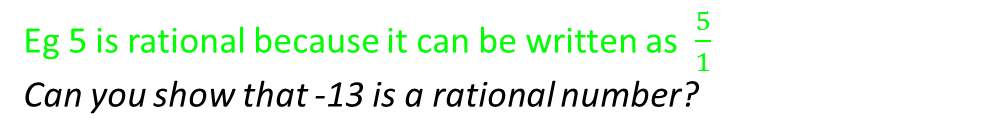 Eg 5 is rational because it can be written as 5/1
Can you show that -13 is a rational number?